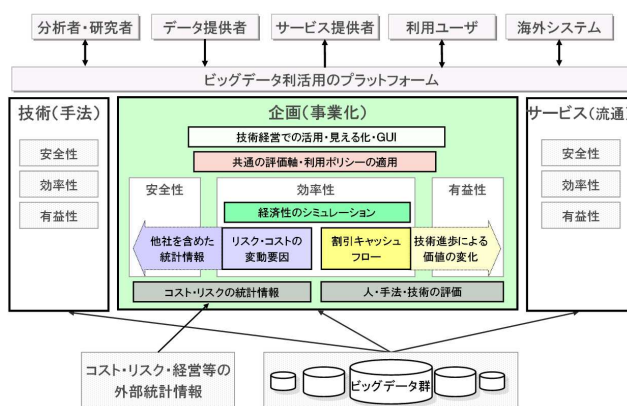 分析者・研究者
データ提供者
サービス提供者
利用ユーザ
海外システム
ビッグデータ利活用のプラットフォーム
技術(手法)
安全性
効率性
有益性
企画(事業化)
技術経営での活用・見える化・GUI
共通の評価軸・利用ポリシーの適用
安全性
効率性
有益性
経済性のシミュレーション
他社を含めた
統計情報
リスク・コストの
変動要因
割引キャッシュ
フロー
技術進歩による
価値の変化
コスト・リスクの統計情報
人・手法・技術の評価
サービス(流通)
安全性
効率性
有益性
コスト・リスク・経営等の
外部統計情報
ビッグデータ群